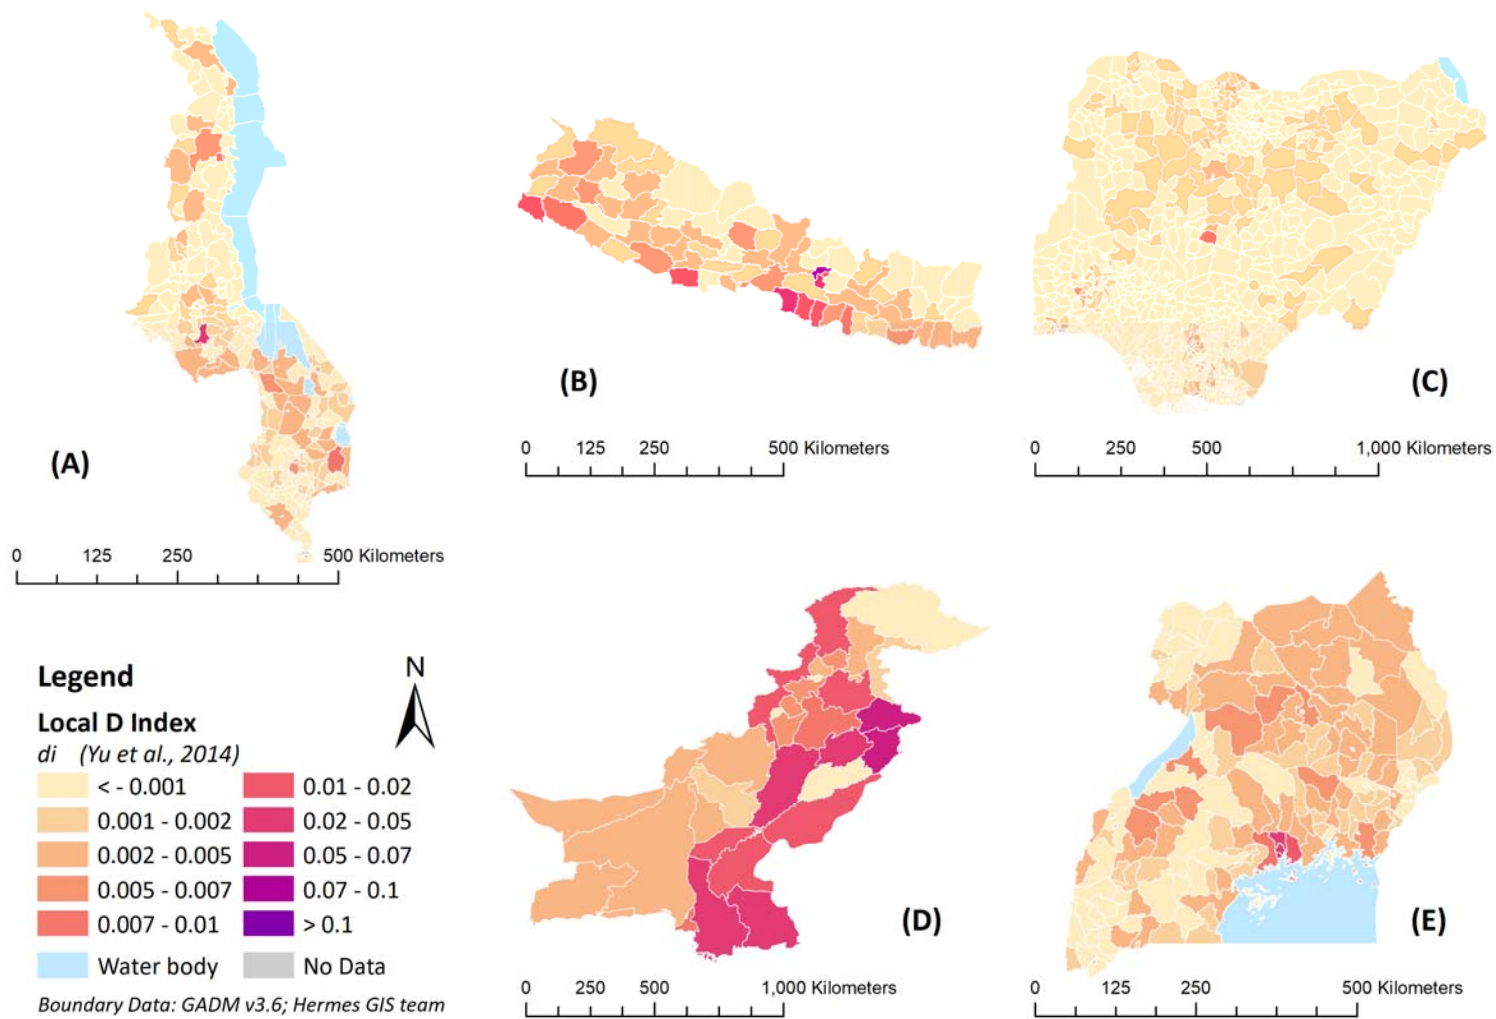 (A)
0 125 250 500 Kilometers
(B)
0 125 250 500 Kilometers
(C)
0 250 500 1,000 Kilometers
Legend
N
Local D Index
di (Yu et al., 2014)
< - 0.001
0.001 - 0.002
0.002 - 0.005
0.005 - 0.007
0.007 - 0.01
0.01 - 0.02
0.02 - 0.05
0.05 - 0.07
0.07 - 0.1
> 0.1
Water body
No Data
Boundary Data: GADM v3.6; Hermes GIS team
(D)
0 250 500 1,000 Kilometers
(E)
0 125 250 500 Kilometers